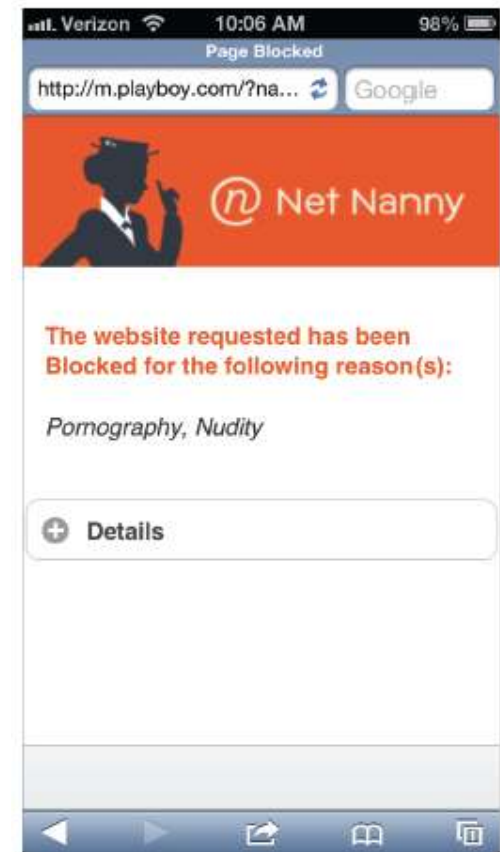 Verizon 10:06 AM 98%
Page Blocked
http://m.playboy.com/?na... Google
n Net Nanny
The website requested has been
Blocked for the following reason(s):
Pornography, Nudity
Details